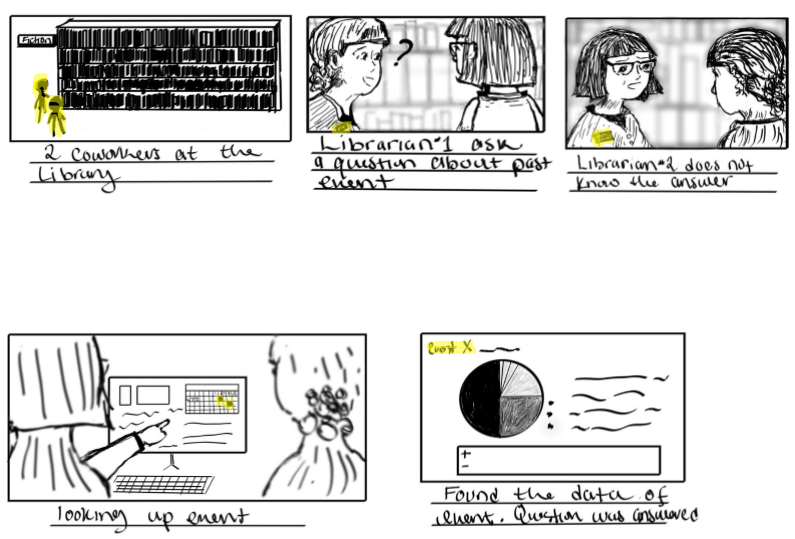 Fiction
2 coworkers at the
Library
?
Librarian#1 ask
a question about past
event
Librarian#2 does not
know the answer
looking up event
Event X
+
-
Found the data of
event. Question was answered